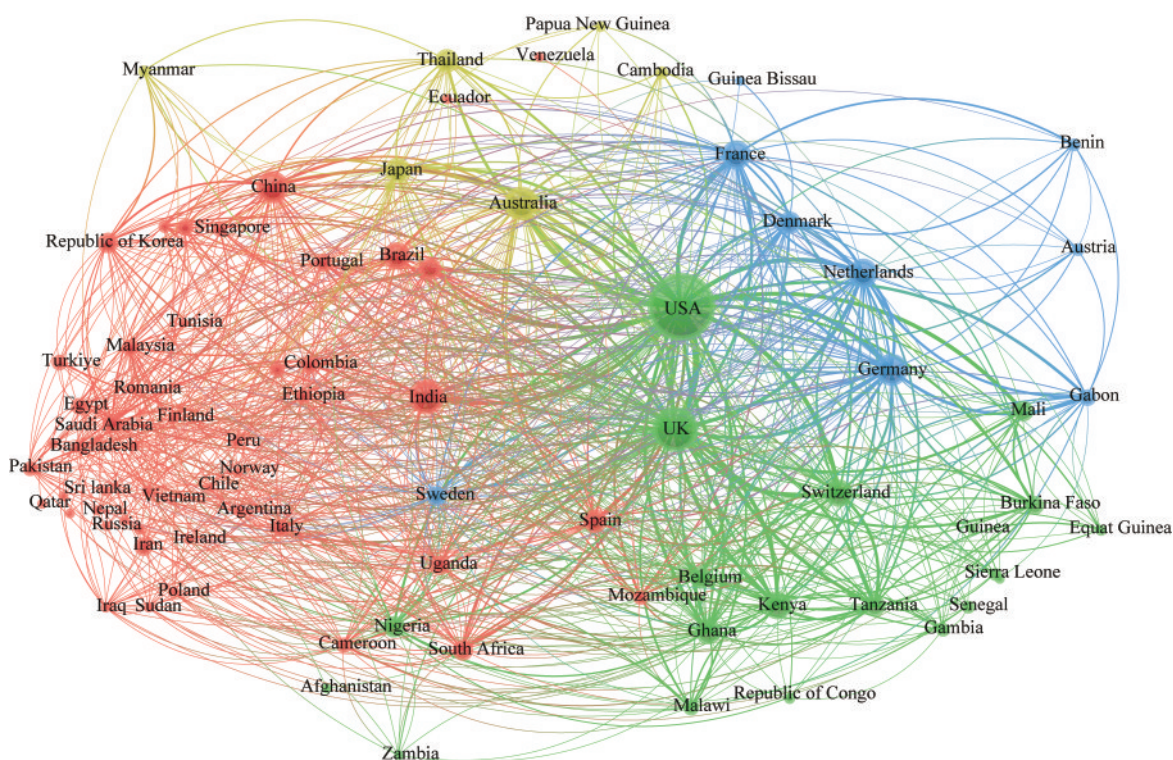 Papua New Guinea
Venezuela
Thailand
Myanmar
Cambodia
Guinea Bissau
Ecuador
Benin
France
Japan
China
Australia
Denmark
Singapore
Republic of Korea
Austria
Brazil
Portugal
Netherlands
USA
Tunisia
Malaysia
Turkiye
Colombia
Germany
Romania
Ethiopia
India
Gabon
Egypt
Finland
Mali
Saudi Arabia
UK
Bangladesh
Peru
Pakistan
Norway
Chile
Sri lanka
Sweden
Switzerland
Qatar
Vietnam
Burkina Faso
Nepal
Argentina
Russia
Italy
Spain
Guinea
Equat Guinea
Ireland
Iran
Uganda
Sierra Leone
Belgium
Poland
Mozambique
Iraq
Sudan
Kenya
Tanzania
Senegal
Nigeria
Ghana
Gambia
Cameroon
South Africa
Afghanistan
Republic of Congo
Malawi
Zambia